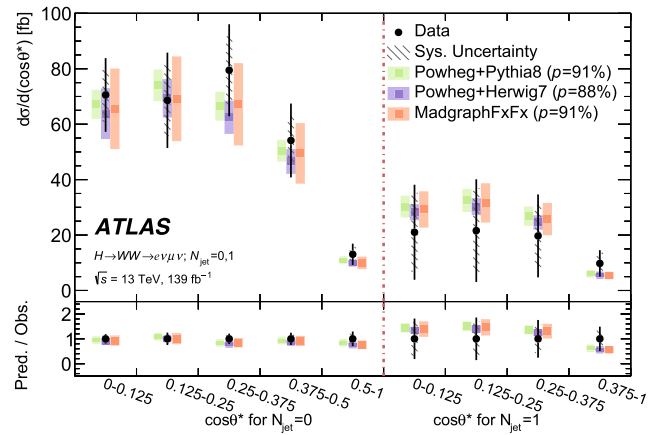 dσ/d(cosθ*) [fb]
100
80
60
40
20
0
Data
Sys. Uncertainty
Powheg+Pythia8 (p=91%)
Powheg+Herwig7 (p=88%)
MadgraphFxFx (p=91%)
ATLAS
H→WW→eνμν; N_jet=0,1
√s = 13 TeV, 139 fb⁻¹
Pred. / Obs.
2
1
0
0-0.125
0.125-0.25
0.25-0.375
0.375-0.5
0.5-1
0-0.125
0.125-0.25
0.25-0.375
0.375-1
cosθ* for N_jet=0
cosθ* for N_jet=1